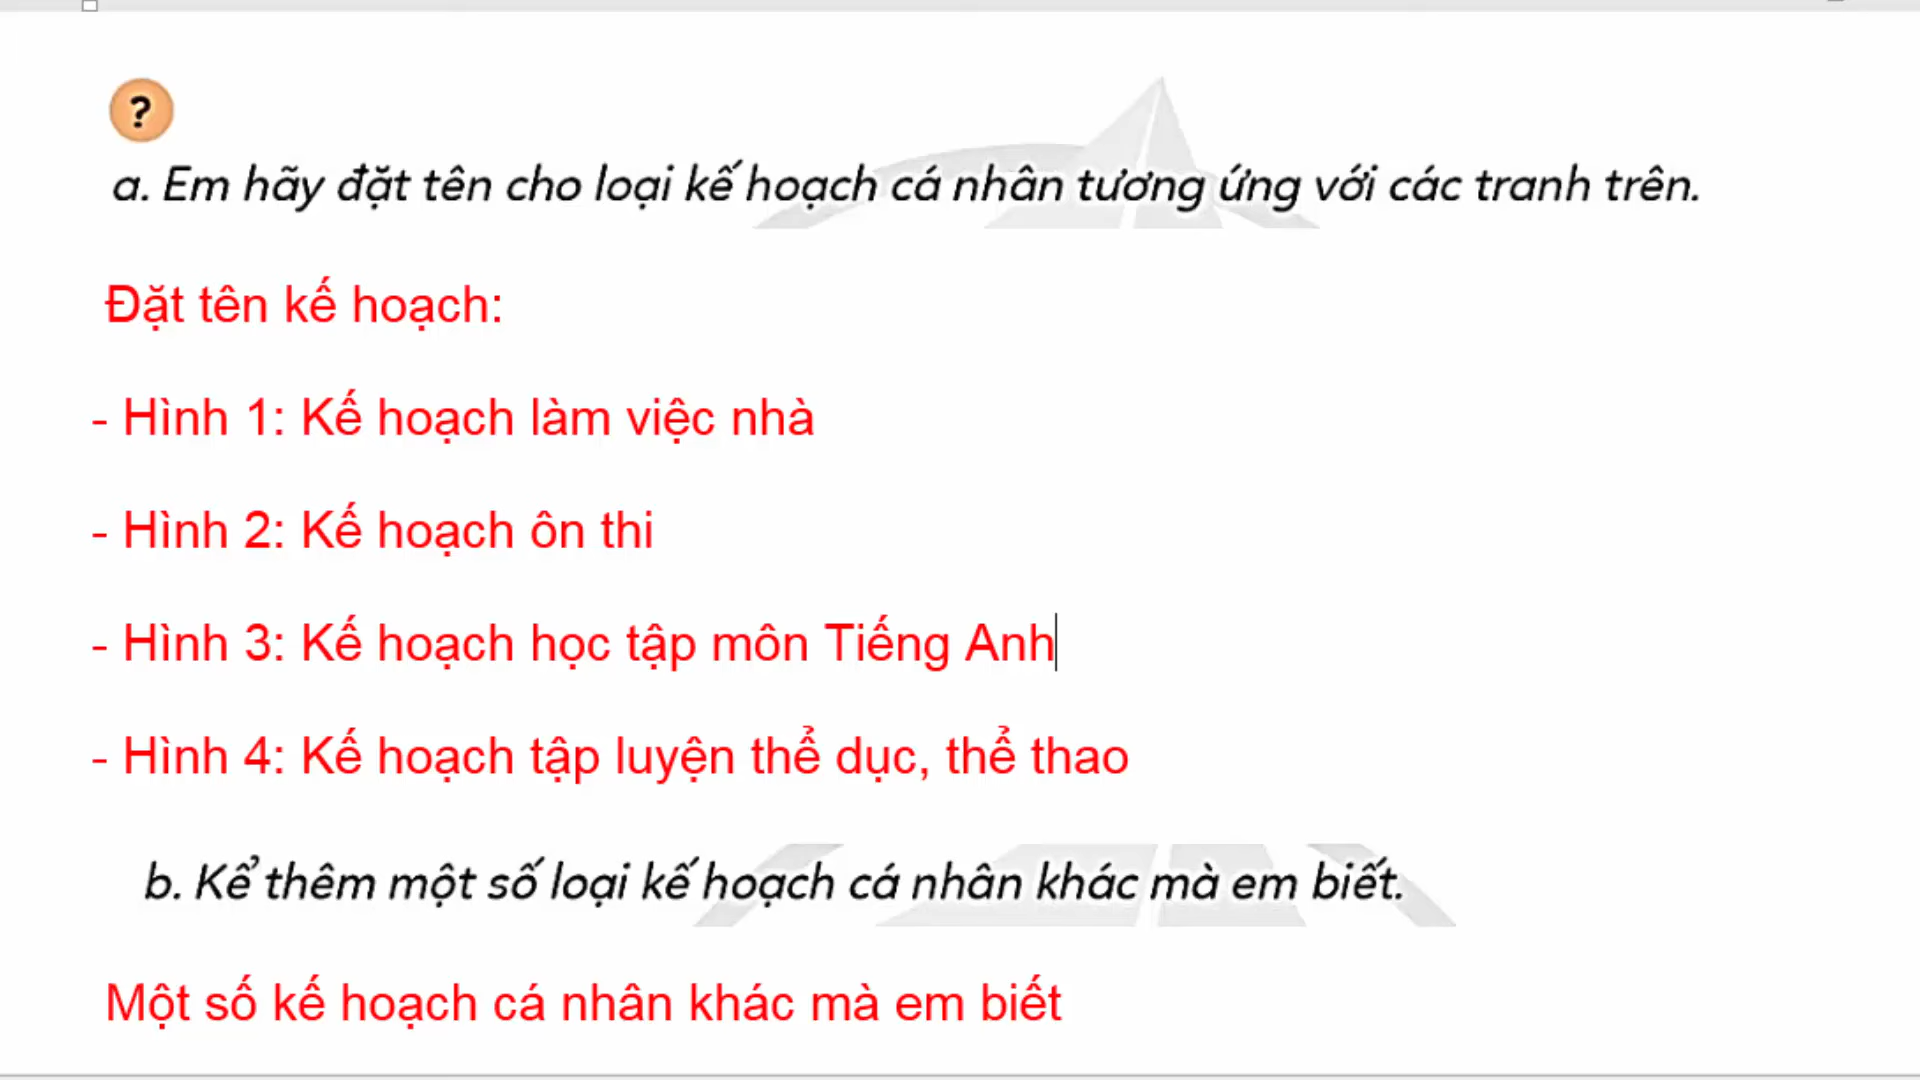 ?
a. Em hãy đặt tên cho loại kế hoạch cá nhân tương ứng với các tranh trên.
Đặt tên kế hoạch:
- Hình 1: Kế hoạch làm việc nhà
- Hình 2: Kế hoạch ôn thi
- Hình 3: Kế hoạch học tập môn Tiếng Anh
- Hình 4: Kế hoạch tập luyện thể dục, thể thao
b. Kể thêm một số loại kế hoạch cá nhân khác mà em biết.
Một số kế hoạch cá nhân khác mà em biết